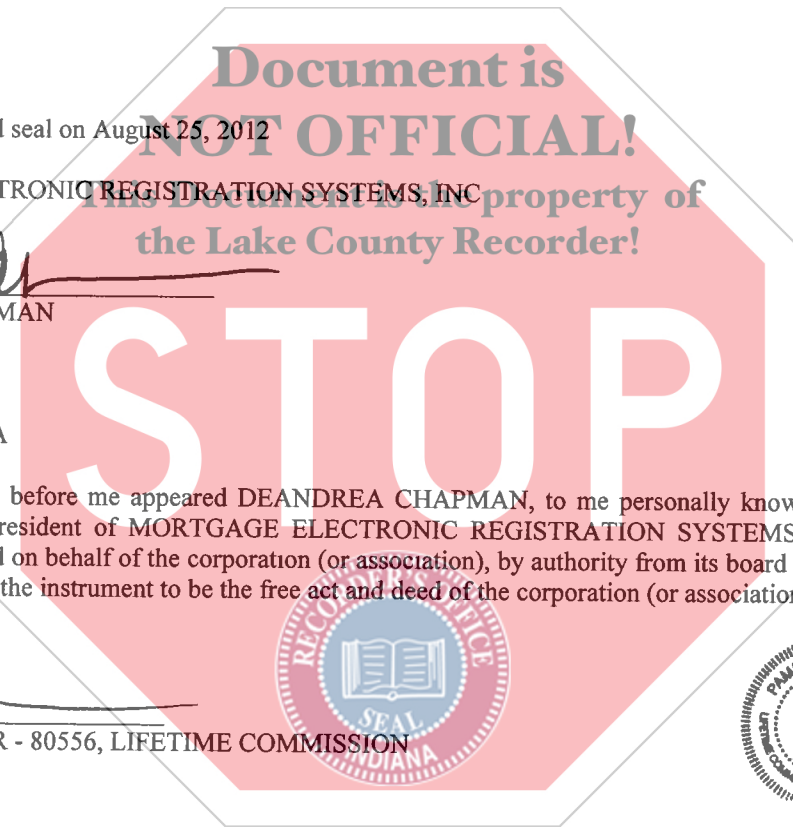 Document is
NOT OFFICIAL!
This Document is the property of
the Lake County Recorder!
seal on August 25, 2012
TRONIC REGISTRATION SYSTEMS, INC
MAN
STOP
A
before me appeared DEANDREA CHAPMAN, to me personally know
resident of MORTGAGE ELECTRONIC REGISTRATION SYSTEMS
on behalf of the corporation (or association), by authority from its board
the instrument to be the free act and deed of the corporation (or association
RECORDER'S OFFICE
SEAL
INDIANA
R - 80556, LIFETIME COMMISSION
PAM
LIFETIME